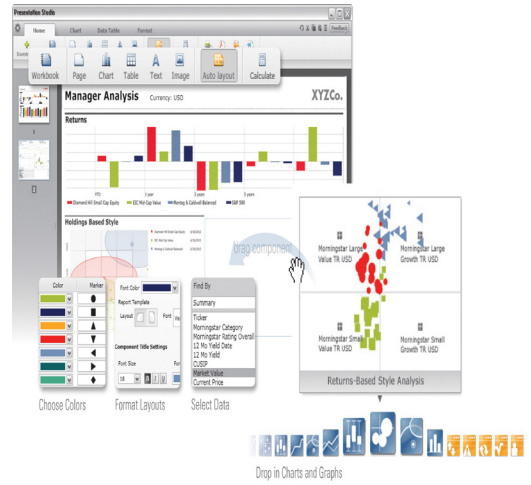 Presentation Studio
Home Chart Data Table Format
Feedback
Workbook Page Chart Table Text Image Auto layout Calculate
Manager Analysis Currency: USD XYZCo.
Returns
YTD 1 year 3 years 5 years
Diamond Hill Small Cap Equity EIC Mid-Cap Value Montag & Caldwell Balanced S&P 500
Holdings Based Style
drag component
Morningstar Large Value TR USD
Morningstar Large Growth TR USD
Morningstar Small Value TR USD
Morningstar Small Growth TR USD
Returns-Based Style Analysis
Color Marker
Choose Colors
Font Color
Report Template
Layout Font
Component Title Settings
Font Size
18 B I U
Format Layouts
Find By
Summary
Ticker
Morningstar Category
Morningstar Rating Overall
12 Mo Yield Date
12 Mo Yield
CUSIP
Market Value
Current Price
Select Data
Drop in Charts and Graphs